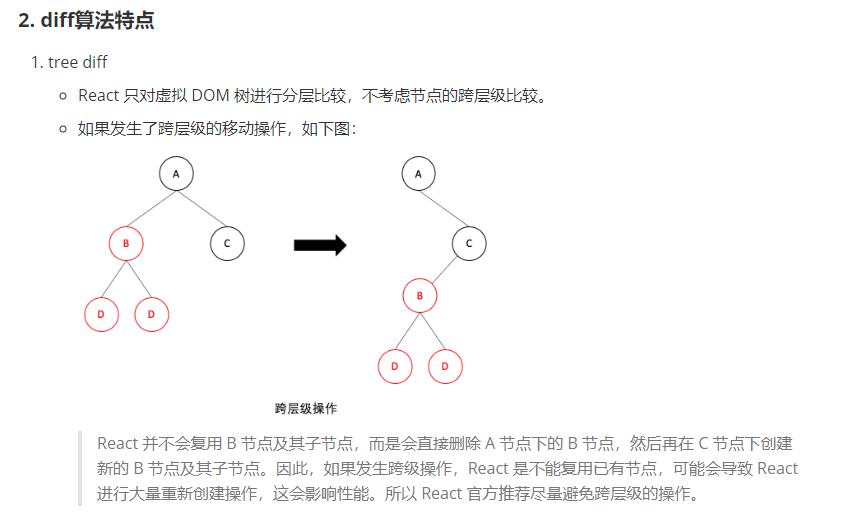 2. diff算法特点
1. tree diff
React 只对虚拟 DOM 树进行分层比较，不考虑节点的跨层级比较。
如果发生了跨层级的移动操作，如下图：
A A
B C C
B
D D
D D
跨层级操作
React 并不会复用 B 节点及其子节点，而是会直接删除 A 节点下的 B 节点，然后再在 C 节点下创建
新的 B 节点及其子节点。因此，如果发生跨级操作，React 是不能复用已有节点，可能会导致 React
进行大量重新创建操作，这会影响性能。所以 React 官方推荐尽量避免跨层级的操作。